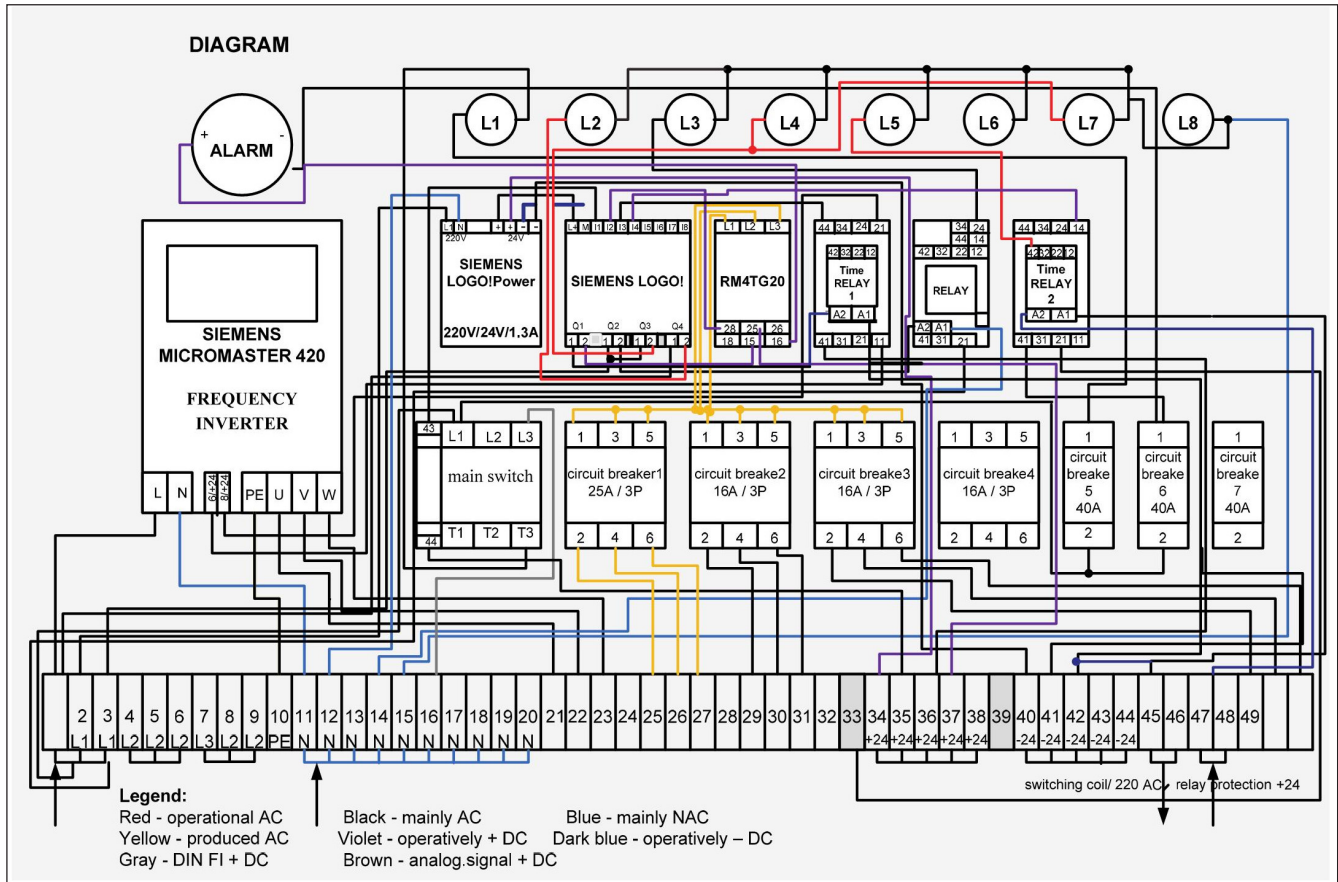 DIAGRAM
+ -
ALARM
L1 L2 L3 L4 L5 L6 L7 L8
L1 N + + - -
220V 24V
SIEMENS
LOGO!Power
220V/24V/1.3A
L+ M I1 I2 I3 I4 I5 I6 I7 I8
SIEMENS LOGO!
Q1 Q2 Q3 Q4
1 2 1 2 1 2 1 2
L1 L2 L3
RM4TG20
28 25 26
18 15 16
44 34 24 21
42 32 22 12
Time
RELAY
1
A2 A1
41 31 21 11
34 24
44 14
42 32 22 12
RELAY
A2 A1
41 31 21
44 34 24 14
42 32 22 12
Time
RELAY
2
A2 A1
41 31 21 11
SIEMENS
MICROMASTER 420
FREQUENCY
INVERTER
L N 6/+24 8/+24 PE U V W
43 L1 L2 L3
main switch
44 T1 T2 T3
1 3 5
circuit breaker1
25A / 3P
2 4 6
1 3 5
circuit breake2
16A / 3P
2 4 6
1 3 5
circuit breake3
16A / 3P
2 4 6
1 3 5
circuit breake4
16A / 3P
2 4 6
1
circuit
breake
5
40A
2
1
circuit
breake
6
40A
2
1
circuit
breake
7
40A
2
2 3 4 5 6 7 8 9 10 11 12 13 14 15 16 17 18 19 20 21 22 23 24 25 26 27 28 29 30 31 32 33 34 35 36 37 38 39 40 41 42 43 44 45 46 47 48 49
L1 L1 L2 L2 L2 L3 L2 L2 PE N N N N N N N N N N +24 +24 +24 +24 +24 -24 -24 -24 -24 -24
switching coil/ 220 AC relay protection +24
Legend:
Red - operational AC Black - mainly AC Blue - mainly NAC
Yellow - produced AC Violet - operatively + DC Dark blue - operatively – DC
Gray - DIN FI + DC Brown - analog.signal + DC